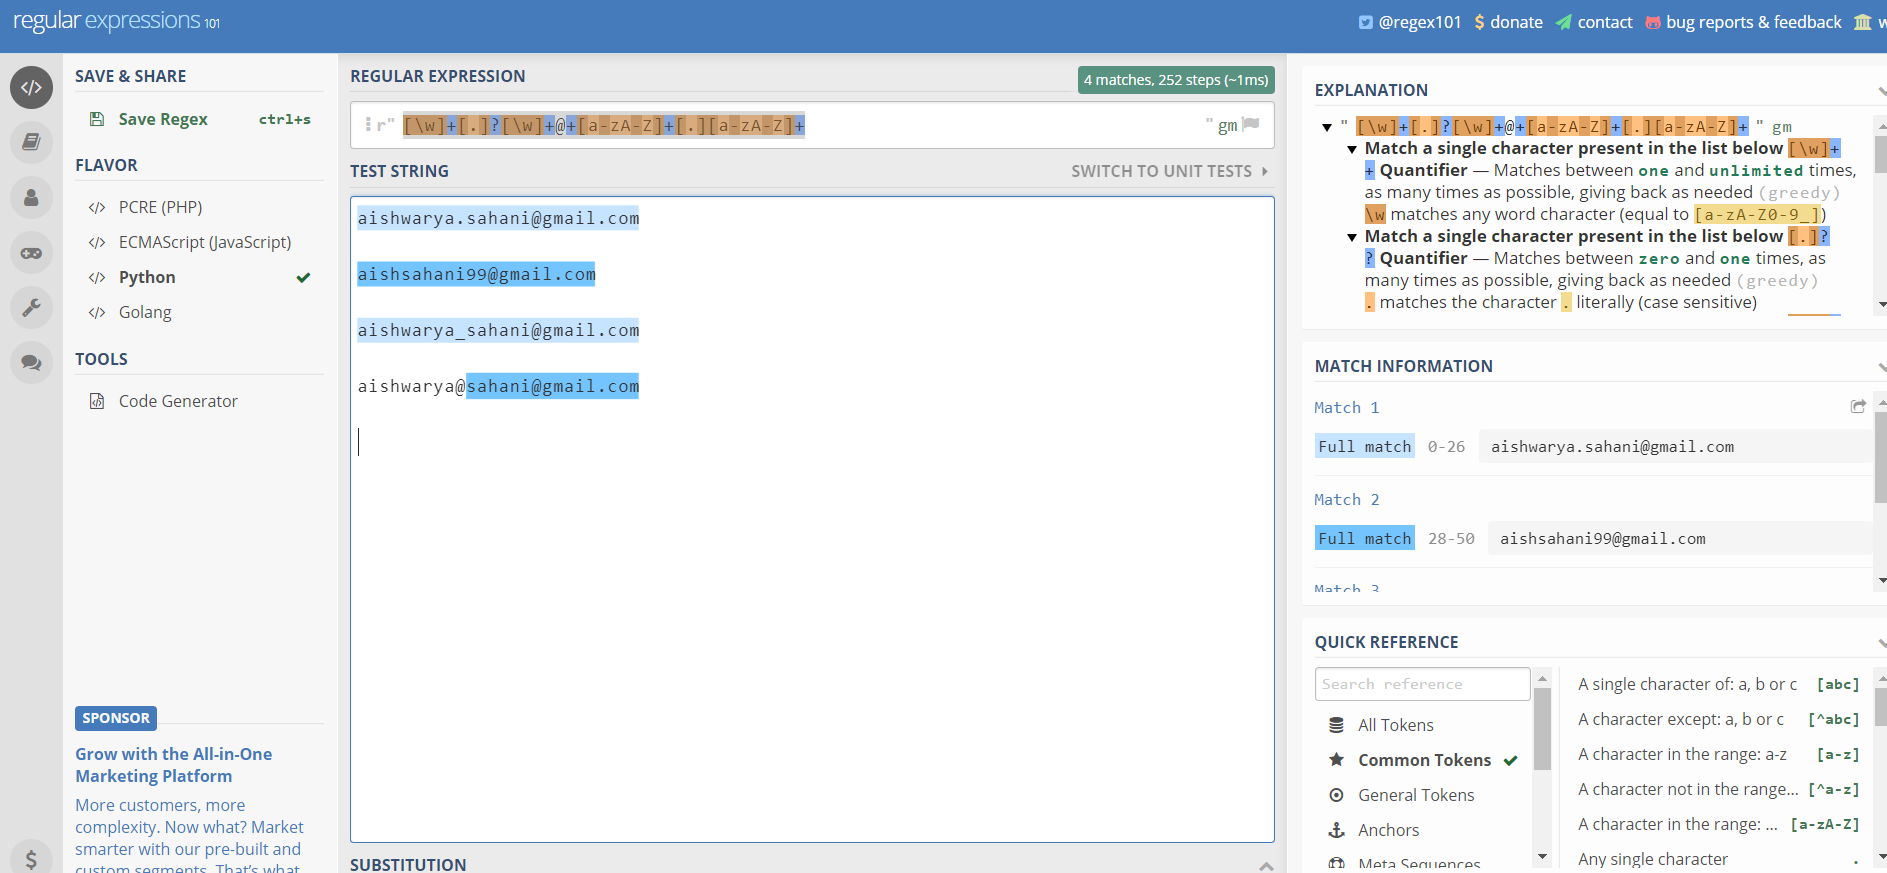 regular expressions 101
@regex101 $ donate contact bug reports & feedback w
SAVE & SHARE
Save Regex ctrl+s
FLAVOR
</> PCRE (PHP)
</> ECMAScript (JavaScript)
</> Python
</> Golang
TOOLS
Code Generator
SPONSOR
Grow with the All-in-One
Marketing Platform
More customers, more
complexity. Now what? Market
smarter with our pre-built and
custom segments. That's what
REGULAR EXPRESSION
4 matches, 252 steps (~1ms)
r" [\w]+[.]?[\w]+@+[a-zA-Z]+[.][a-zA-Z]+ " gm
TEST STRING
SWITCH TO UNIT TESTS
aishwarya.sahani@gmail.com
aishsahani99@gmail.com
aishwarya_sahani@gmail.com
aishwarya@sahani@gmail.com
SUBSTITUTION
EXPLANATION
" [\w]+[.]?[\w]+@+[a-zA-Z]+[.][a-zA-Z]+ " gm
Match a single character present in the list below [\w]+
+ Quantifier — Matches between one and unlimited times,
as many times as possible, giving back as needed (greedy)
\w matches any word character (equal to [a-zA-Z0-9_])
Match a single character present in the list below [.]?
? Quantifier — Matches between zero and one times, as
many times as possible, giving back as needed (greedy)
. matches the character . literally (case sensitive)
MATCH INFORMATION
Match 1
Full match 0-26 aishwarya.sahani@gmail.com
Match 2
Full match 28-50 aishsahani99@gmail.com
Match 3
QUICK REFERENCE
Search reference
All Tokens
Common Tokens
General Tokens
Anchors
Meta Sequences
A single character of: a, b or c [abc]
A character except: a, b or c [^abc]
A character in the range: a-z [a-z]
A character not in the range... [^a-z]
A character in the range: ... [a-zA-Z]
Any single character .